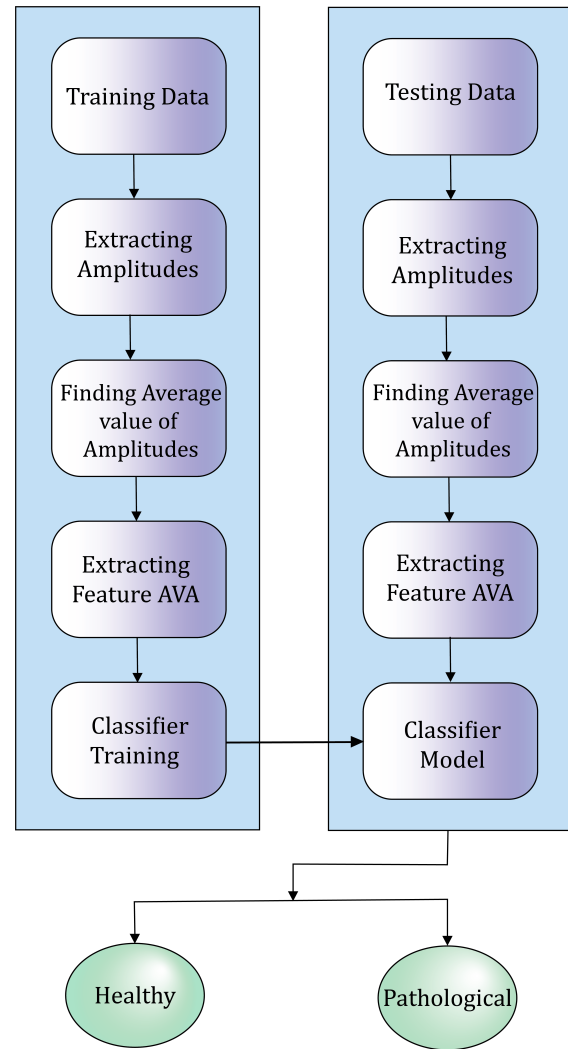 Training Data
Extracting
Amplitudes
Finding Average
value of
Amplitudes
Extracting
Feature AVA
Classifier
Training
Testing Data
Extracting
Amplitudes
Finding Average
value of
Amplitudes
Extracting
Feature AVA
Classifier
Model
Healthy
Pathological